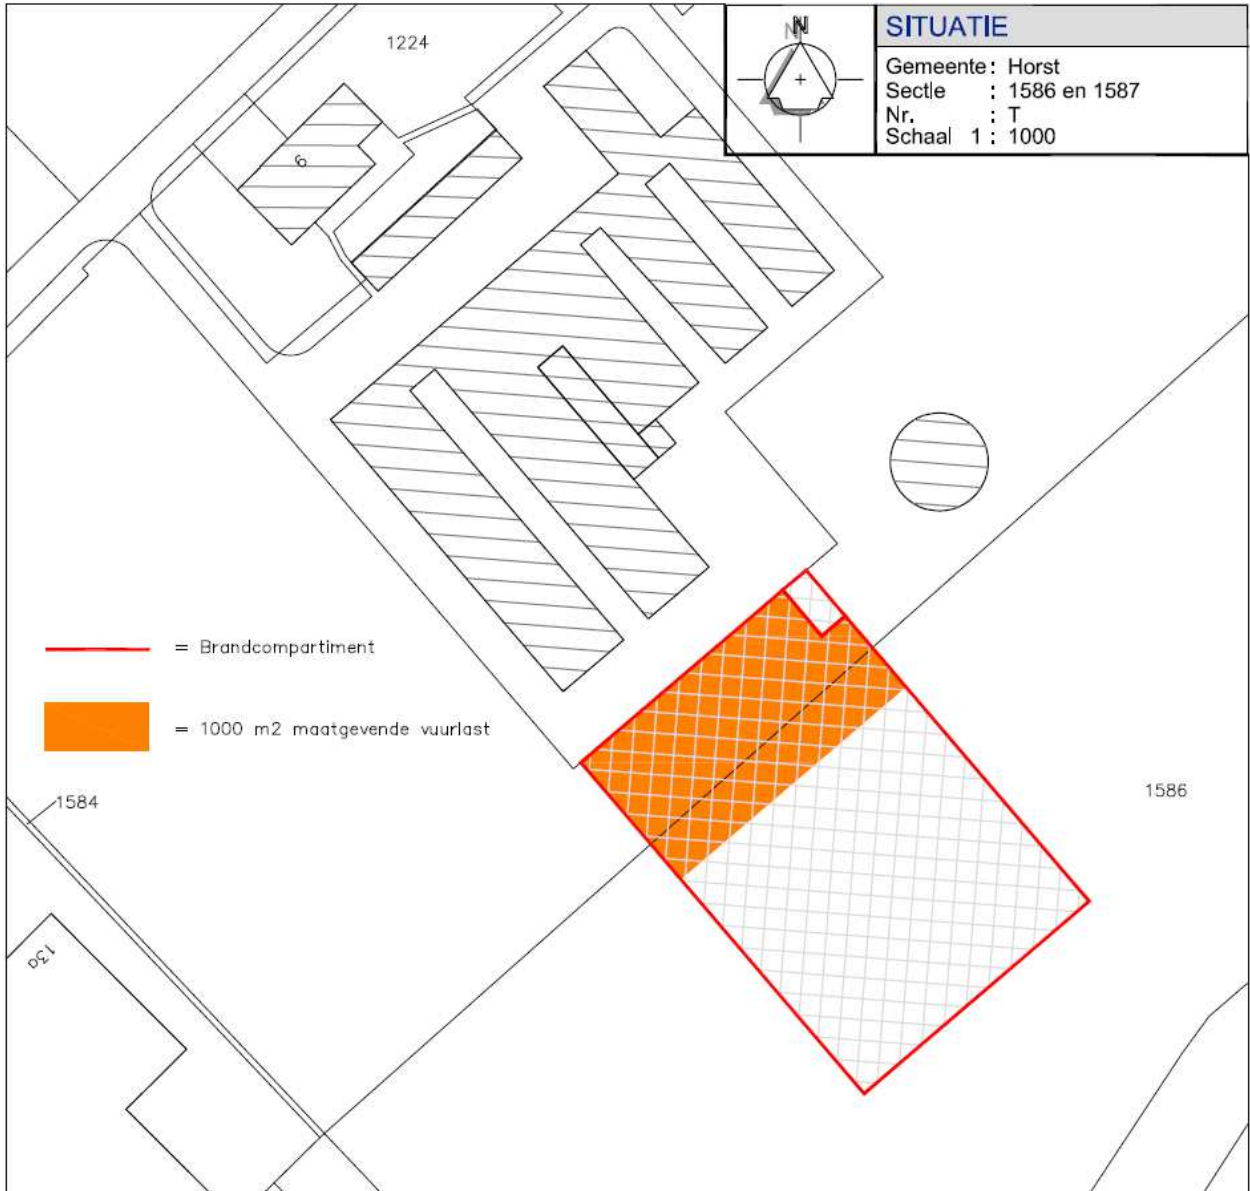 1224
N
N
SITUATIE
Gemeente: Horst
Sectie : 1586 en 1587
Nr. : T
Schaal 1 : 1000
6
= Brandcompartiment
= 1000 m2 maatgevende vuurlast
1584
1586
13a